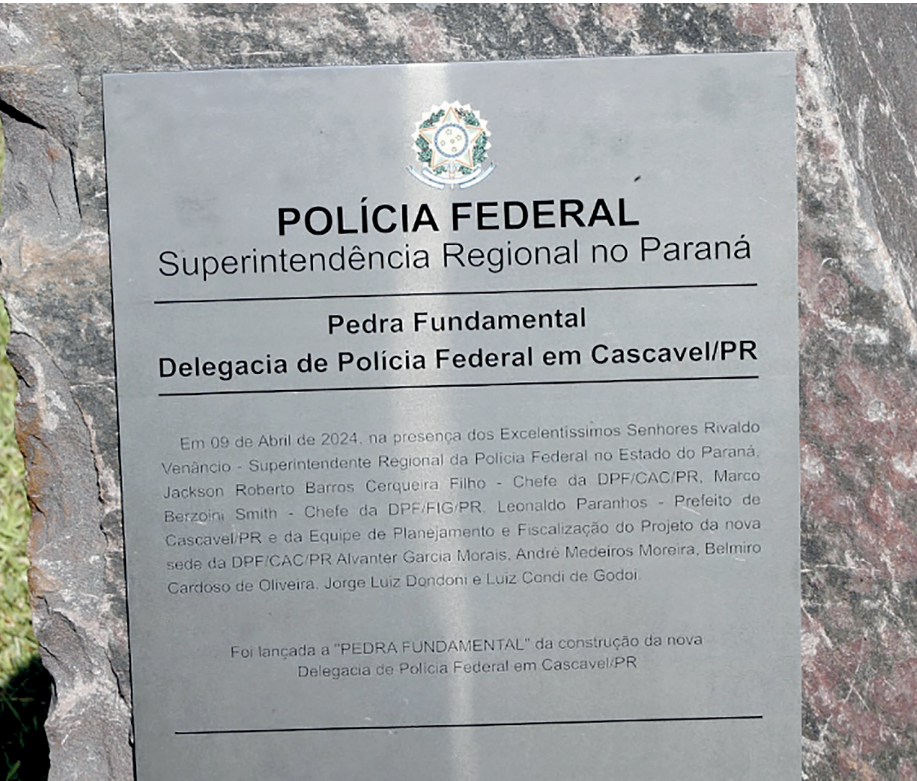 POLÍCIA FEDERAL
Superintendência Regional no Paraná
Pedra Fundamental
Delegacia de Polícia Federal em Cascavel/PR
Em 09 de Abril de 2024, na presença dos Excelentíssimos Senhores Rivaldo
Venâncio - Superintendente Regional da Polícia Federal no Estado do Paraná,
Jackson Roberto Barros Cerqueira Filho - Chefe da DPF/CAC/PR, Marco
Berzoini Smith - Chefe da DPF/FIG/PR, Leonaldo Paranhos - Prefeito de
Cascavel/PR e da Equipe de Planejamento e Fiscalização do Projeto da nova
sede da DPF/CAC/PR Alvanter Garcia Morais, André Medeiros Moreira, Belmiro
Cardoso de Oliveira, Jorge Luiz Dondoni e Luiz Condi de Godoi.
Foi lançada a "PEDRA FUNDAMENTAL" da construção da nova
Delegacia de Polícia Federal em Cascavel/PR